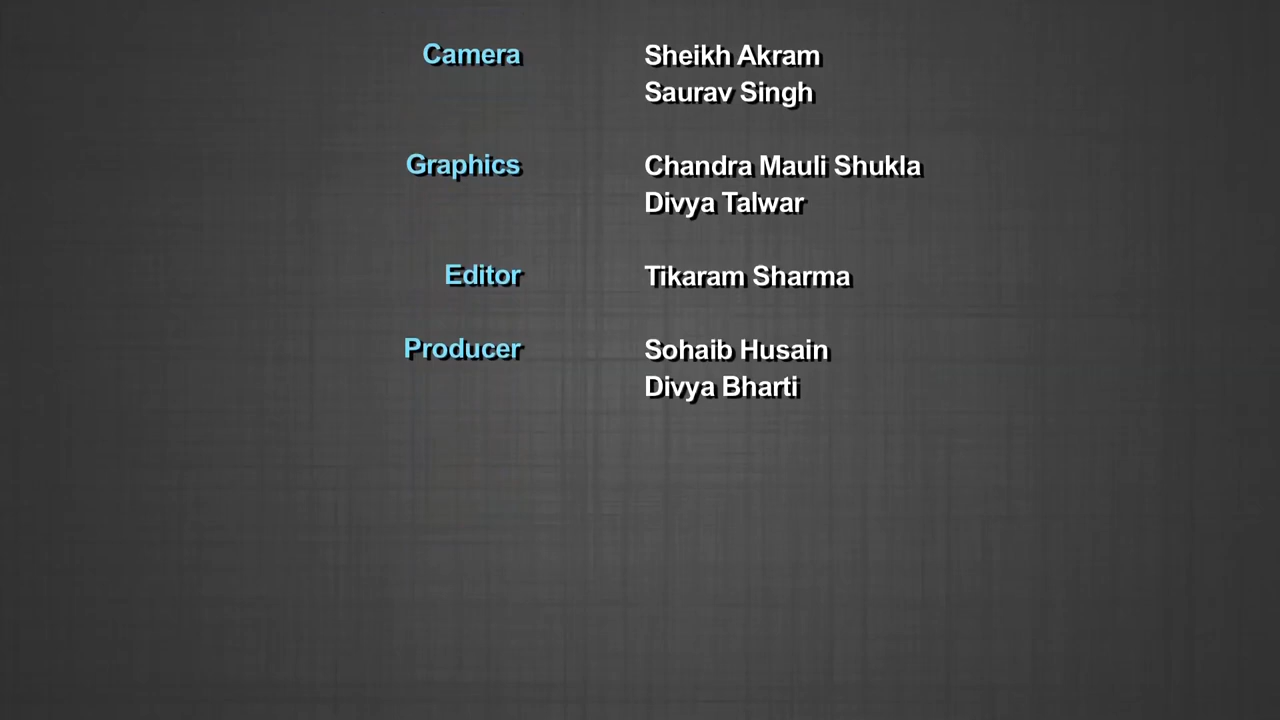 Camera Sheikh Akram
Saurav Singh
Graphics Chandra Mauli Shukla
Divya Talwar
Editor Tikaram Sharma
Producer Sohaib Husain
Divya Bharti